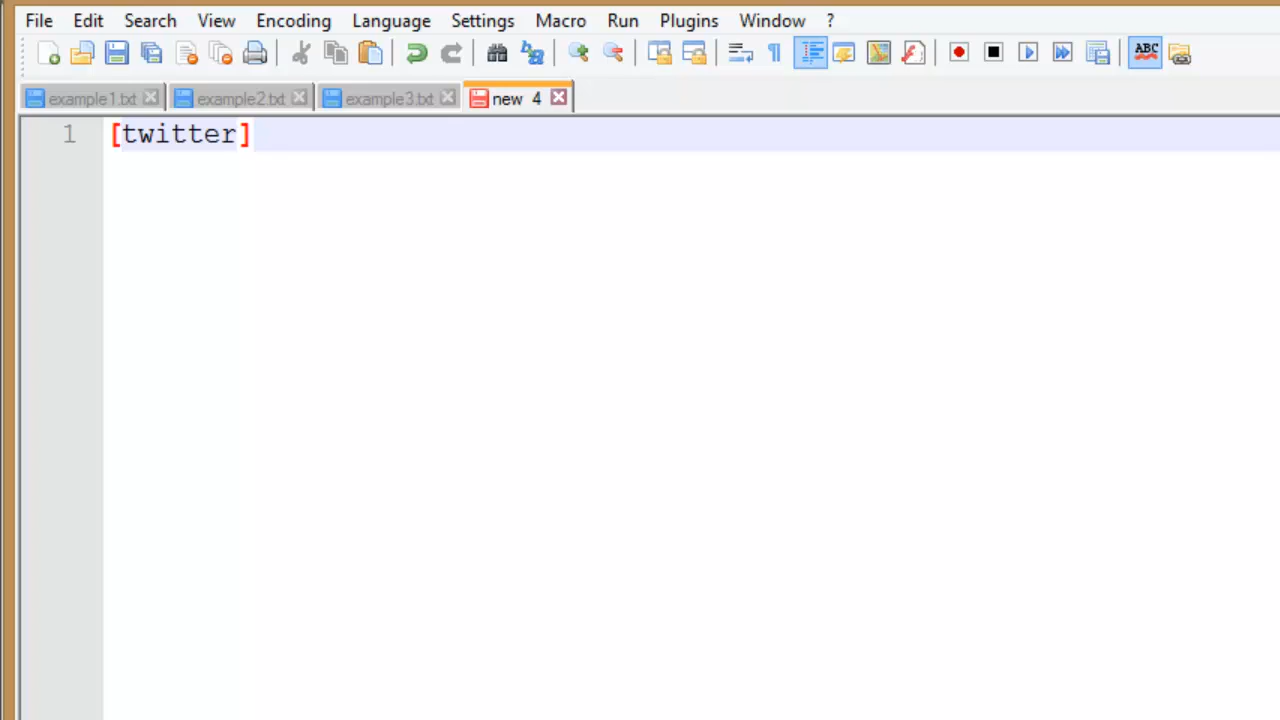 File Edit Search View Encoding Language Settings Macro Run Plugins Window ?
ABC
example1.txt example2.txt example3.txt new 4
1 [twitter]